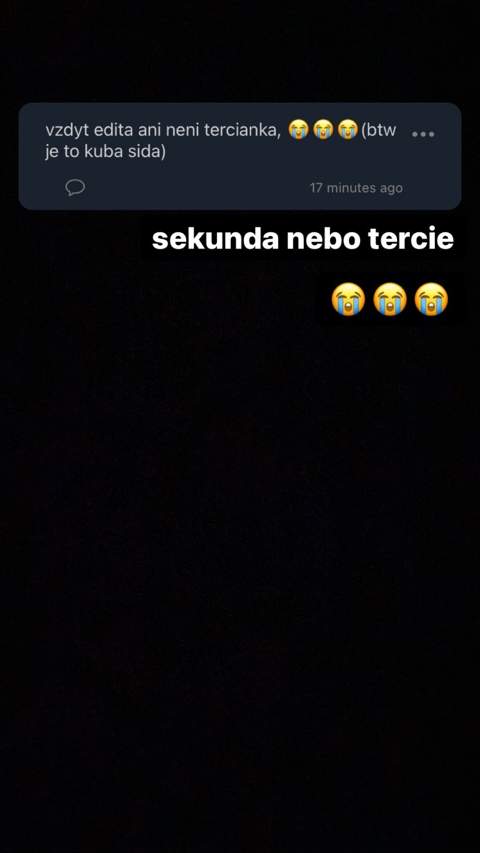 vzdyt edita ani neni tercianka, 😭😭😭(btw
je to kuba sida)
17 minutes ago
sekunda nebo tercie
😭😭😭